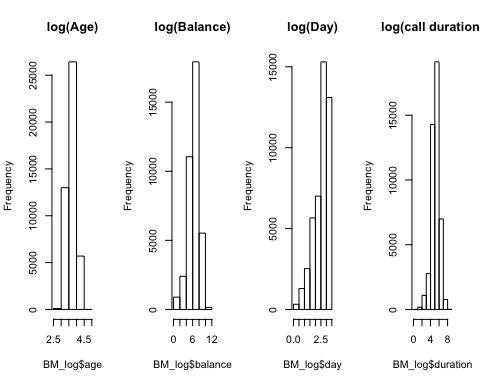 log(Age)
Frequency
0
5000
10000
15000
20000
25000
2.5
4.5
BM_log$age
log(Balance)
Frequency
0
5000
10000
15000
0
6
12
BM_log$balance
log(Day)
Frequency
0
5000
10000
15000
0.0
2.5
BM_log$day
log(call duration
Frequency
0
5000
10000
15000
0
4
8
BM_log$duration